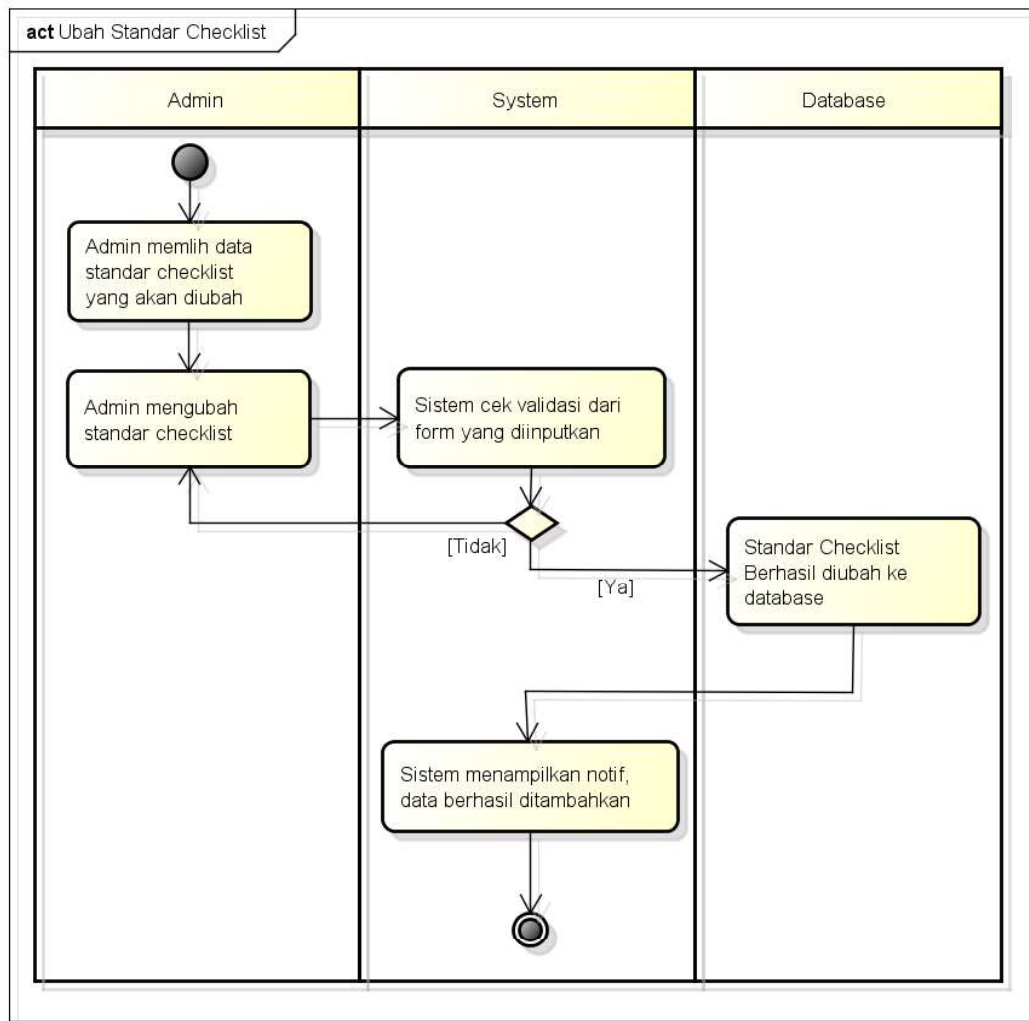 act Ubah Standar Checklist
Admin
System
Database
Admin memlih data
standar checklist
yang akan diubah
Admin mengubah
standar checklist
Sistem cek validasi dari
form yang diinputkan
[Tidak]
[Ya]
Standar Checklist
Berhasil diubah ke
database
Sistem menampilkan notif,
data berhasil ditambahkan